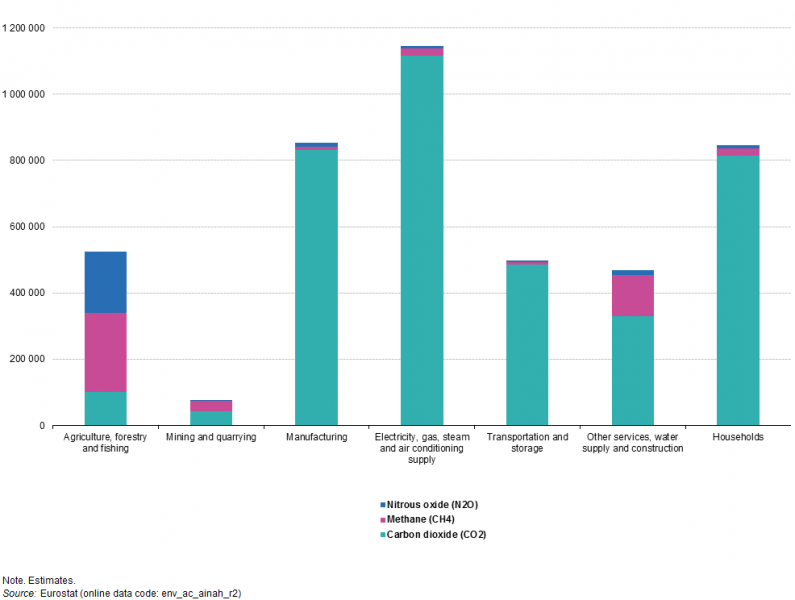 1 200 000
1 000 000
800 000
600 000
400 000
200 000
0
Agriculture, forestry
and fishing
Mining and quarrying
Manufacturing
Electricity, gas, steam
and air conditioning
supply
Transportation and
storage
Other services, water
supply and construction
Households
Nitrous oxide (N2O)
Methane (CH4)
Carbon dioxide (CO2)
Note. Estimates.
Source: Eurostat (online data code: env_ac_ainah_r2)